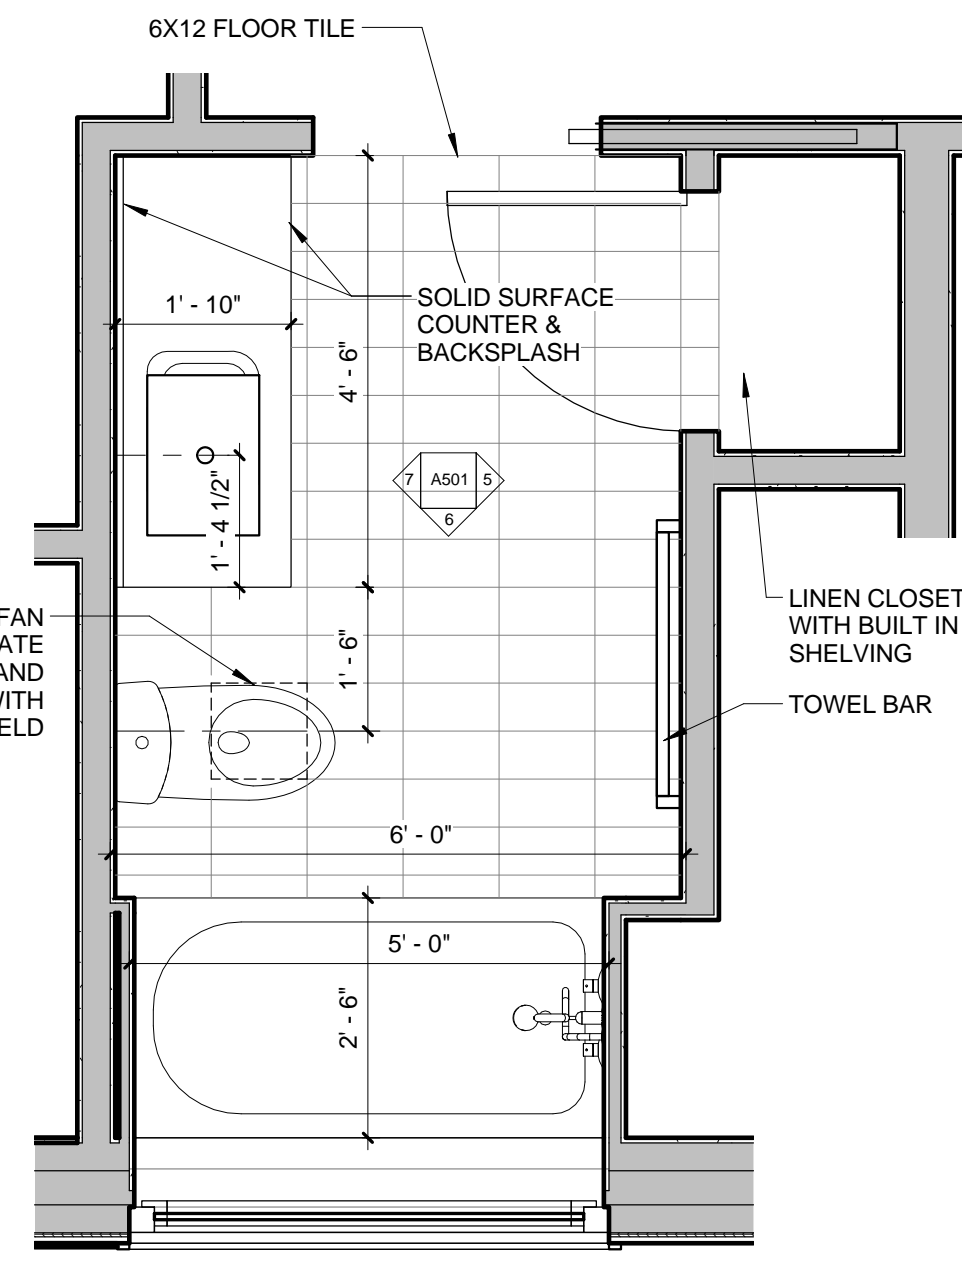 6X12 FLOOR TILE
1' - 10"
SOLID SURFACE
COUNTER &
BACKSPLASH
4' - 6"
1' - 4 1/2"
7 A501 5
6
FAN
ATE
AND
WITH
ELD
1' - 6"
LINEN CLOSET
WITH BUILT IN
SHELVING
TOWEL BAR
6' - 0"
5' - 0"
2' - 6"